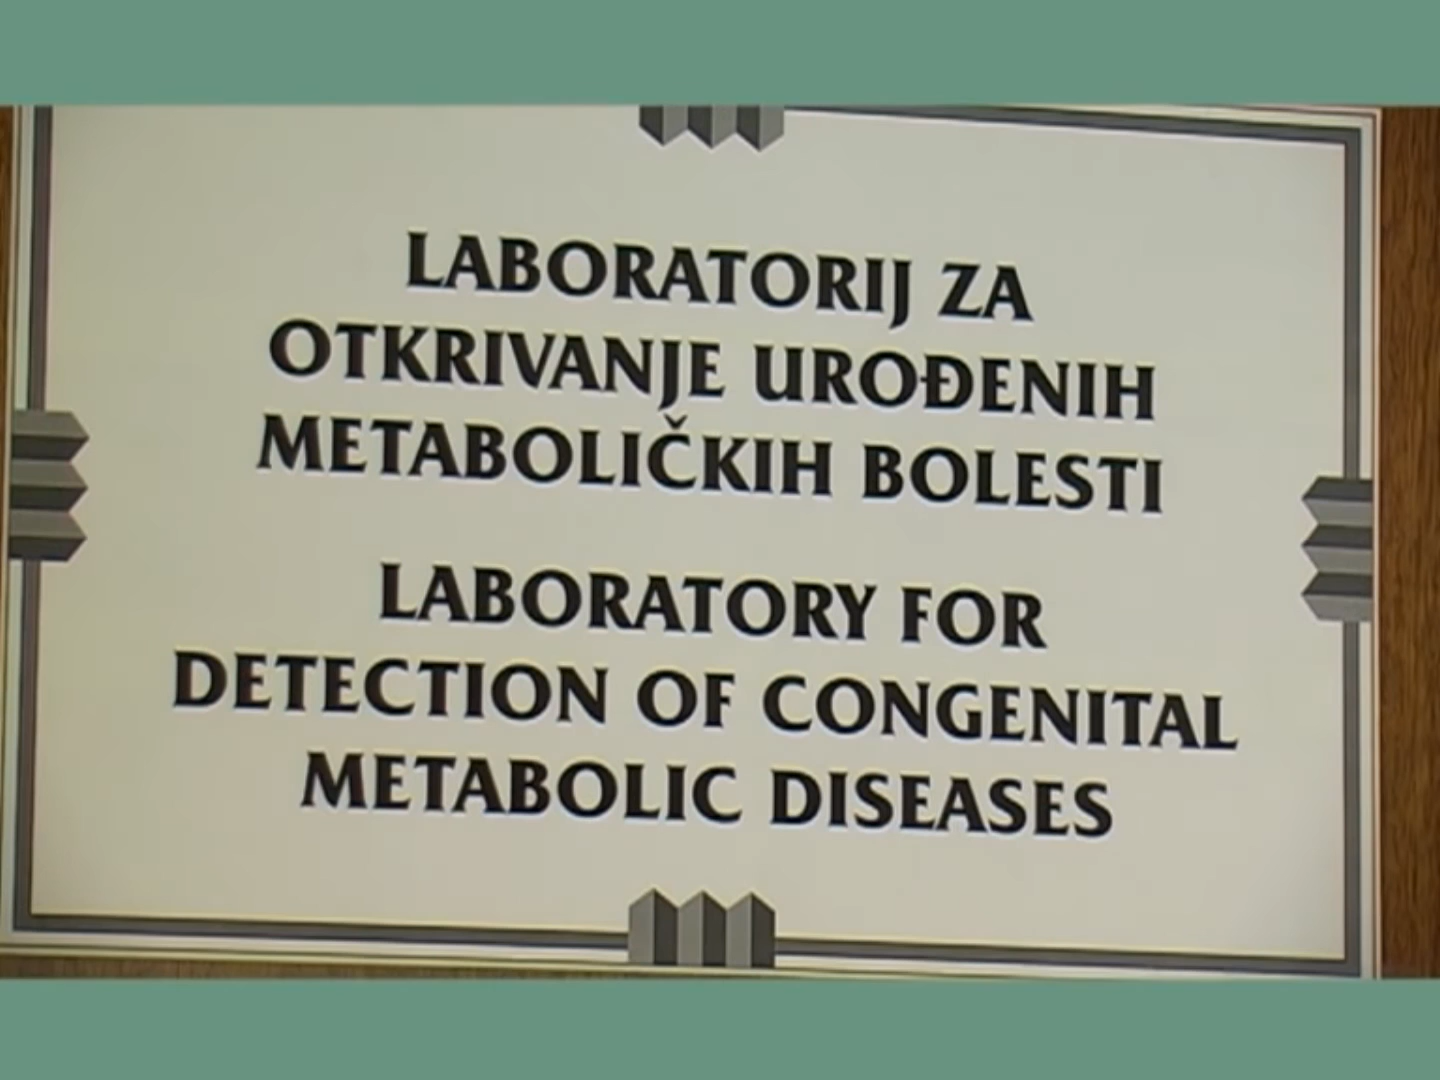 LABORATORIJ ZA
OTKRIVANJE UROĐENIH
METABOLIČKIH BOLESTI
LABORATORY FOR
DETECTION OF CONGENITAL
METABOLIC DISEASES